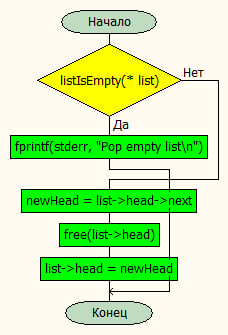 Начало
listIsEmpty(* list)
Нет
Да
fprintf(stderr, "Pop empty list\n")
newHead = list->head->next
free(list->head)
list->head = newHead
Конец